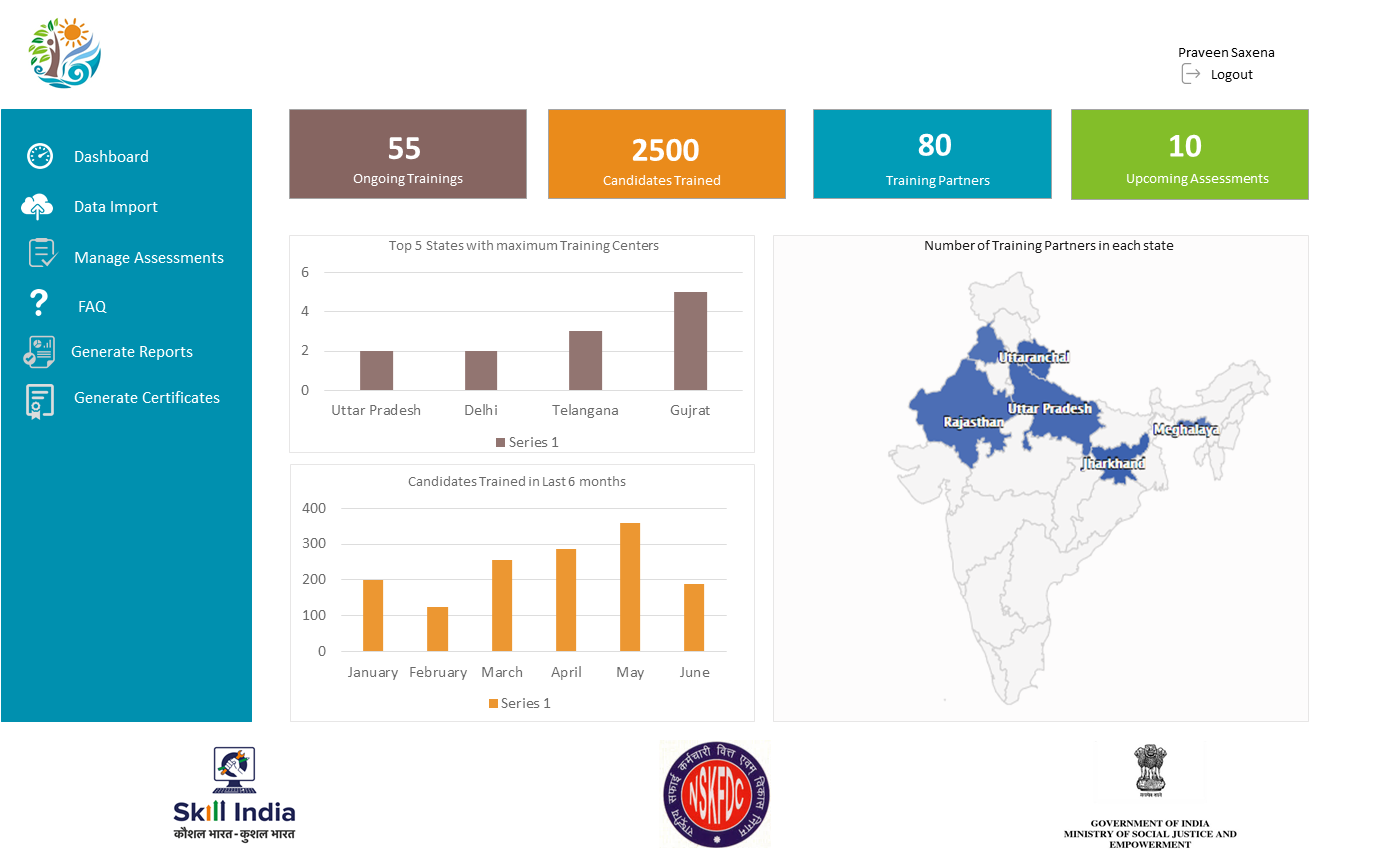 Praveen Saxena
Logout
Dashboard
Data Import
Manage Assessments
FAQ
Generate Reports
Generate Certificates
55
Ongoing Trainings
2500
Candidates Trained
80
Training Partners
10
Upcoming Assessments
Top 5 States with maximum Training Centers
6
4
2
0
Uttar Pradesh Delhi Telangana Gujrat
Series 1
Candidates Trained in Last 6 months
400
300
200
100
0
January February March April May June
Series 1
Number of Training Partners in each state
Uttaranchal
Uttar Pradesh
Rajasthan
Meghalaya
Jharkhand
Skill India
कौशल भारत - कुशल भारत
राष्ट्रीय सफाई कर्मचारी वित्त एवम विकास निगम
NSKFDC
सत्यमेव जयते
GOVERNMENT OF INDIA
MINISTRY OF SOCIAL JUSTICE AND
EMPOWERMENT